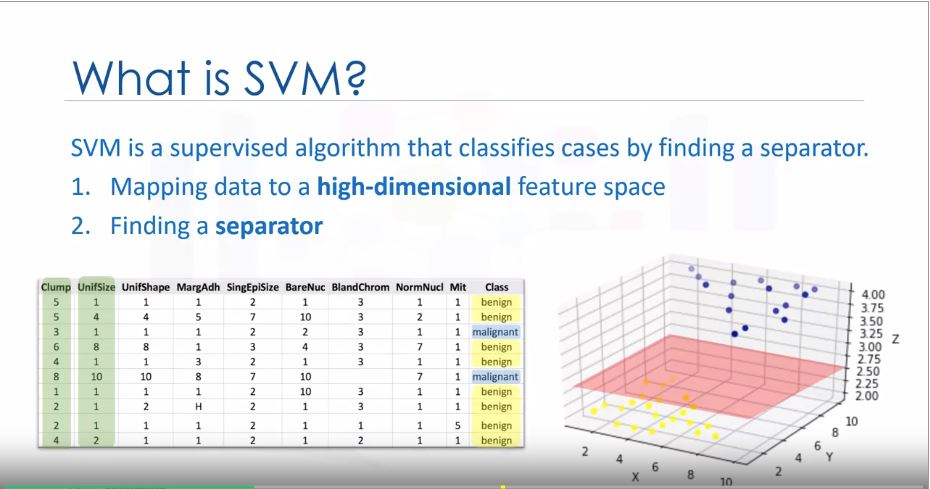 What is SVM?
SVM is a supervised algorithm that classifies cases by finding a separator.
1. Mapping data to a high-dimensional feature space
2. Finding a separator
Clump UnifSize UnifShape MargAdh SingEpiSize BareNuc BlandChrom NormNucl Mit Class
5 1 1 1 2 1 3 1 1 benign
5 4 4 5 7 10 3 2 1 benign
3 1 1 1 2 2 3 1 1 malignant
6 8 8 1 3 4 3 7 1 benign
4 1 1 3 2 1 3 1 1 benign
8 10 10 8 7 10 7 1 malignant
1 1 1 1 2 10 3 1 1 benign
2 1 2 H 2 1 3 1 1 benign
2 1 1 1 2 1 1 1 5 benign
4 2 1 1 2 1 2 1 1 benign
4.00
3.75
3.50
3.25
3.00
2.75
2.50
2.25
2.00
Z
2 4 6 8 10
X
2 4 6 8 10
Y